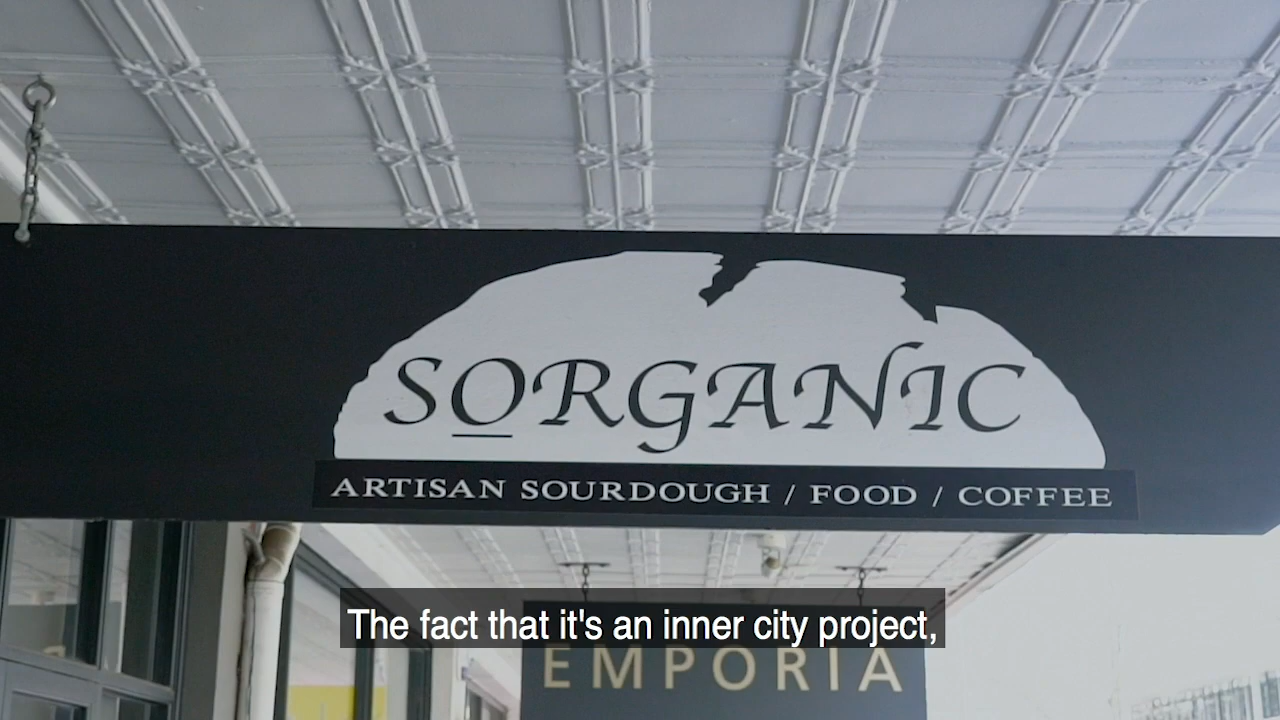 SORGANIC
ARTISAN SOURDOUGH / FOOD / COFFEE
The fact that it's an inner city project,
EMPORIA